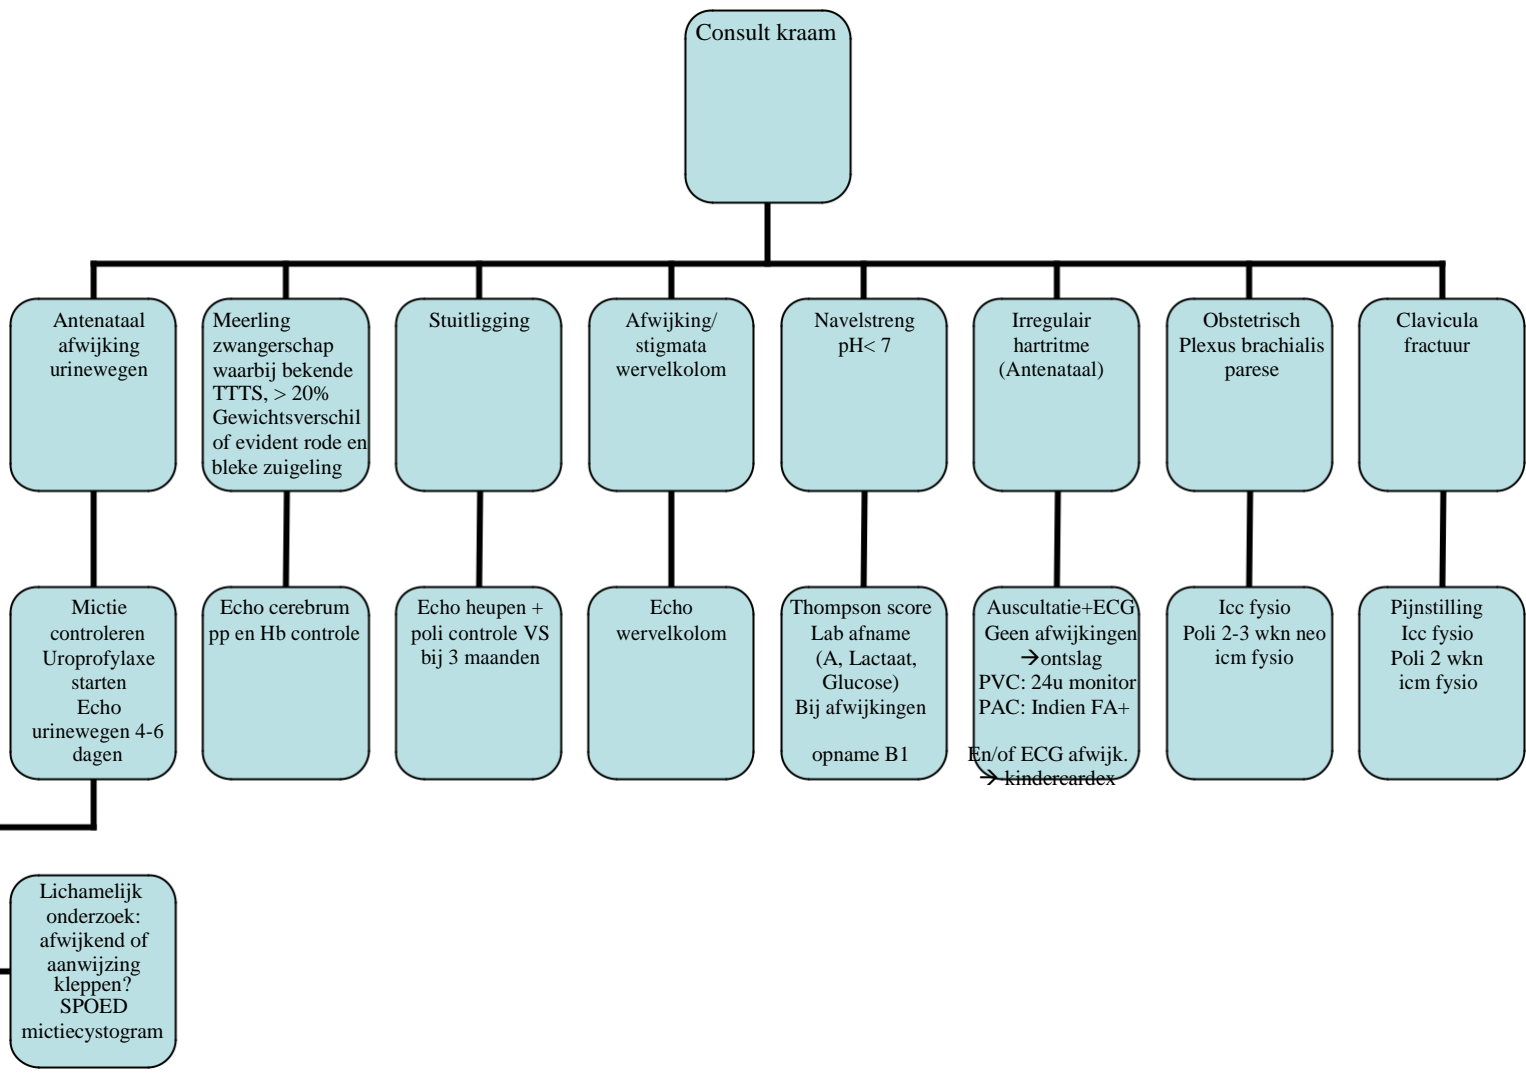 Consult kraam
Antenataal
afwijking
urinewegen
Meerling
zwangerschap
waarbij bekende
TTTS, > 20%
Gewichtsverschil
of evident rode en
bleke zuigeling
Stuitligging
Afwijking/
stigmata
wervelkolom
Navelstreng
pH< 7
Irregulair
hartritme
(Antenataal)
Obstetrisch
Plexus brachialis
parese
Clavicula
fractuur
Mictie
controleren
Uroprofylaxe
starten
Echo
urinewegen 4-6
dagen
Echo cerebrum
pp en Hb controle
Echo heupen +
poli controle VS
bij 3 maanden
Echo
wervelkolom
Thompson score
Lab afname
(A, Lactaat,
Glucose)
Bij afwijkingen
opname B1
Auscultatie+ECG
Geen afwijkingen
→ontslag
PVC: 24u monitor
PAC: Indien FA+
En/of ECG afwijk.
→ kindercardex
Icc fysio
Poli 2-3 wkn neo
icm fysio
Pijnstilling
Icc fysio
Poli 2 wkn
icm fysio
Lichamelijk
onderzoek:
afwijkend of
aanwijzing
kleppen?
SPOED
mictiecystogram